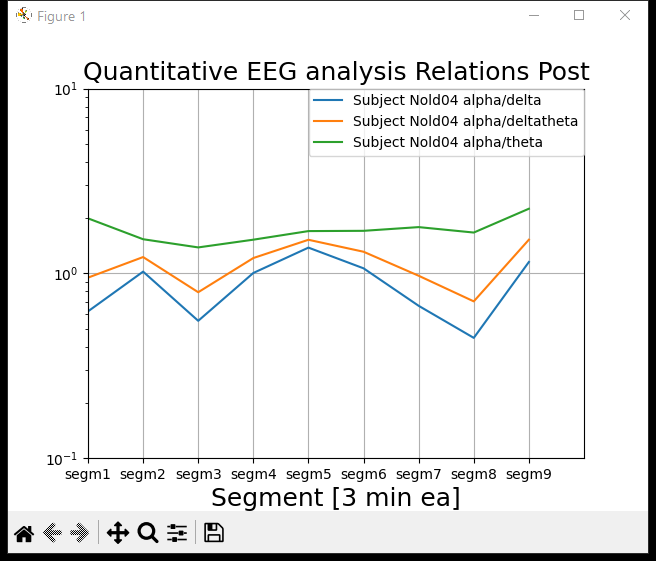 Figure 1
Quantitative EEG analysis Relations Post
10¹
Subject Nold04 alpha/delta
Subject Nold04 alpha/deltatheta
Subject Nold04 alpha/theta
10⁰
10⁻¹
segm1 segm2 segm3 segm4 segm5 segm6 segm7 segm8 segm9
Segment [3 min ea]